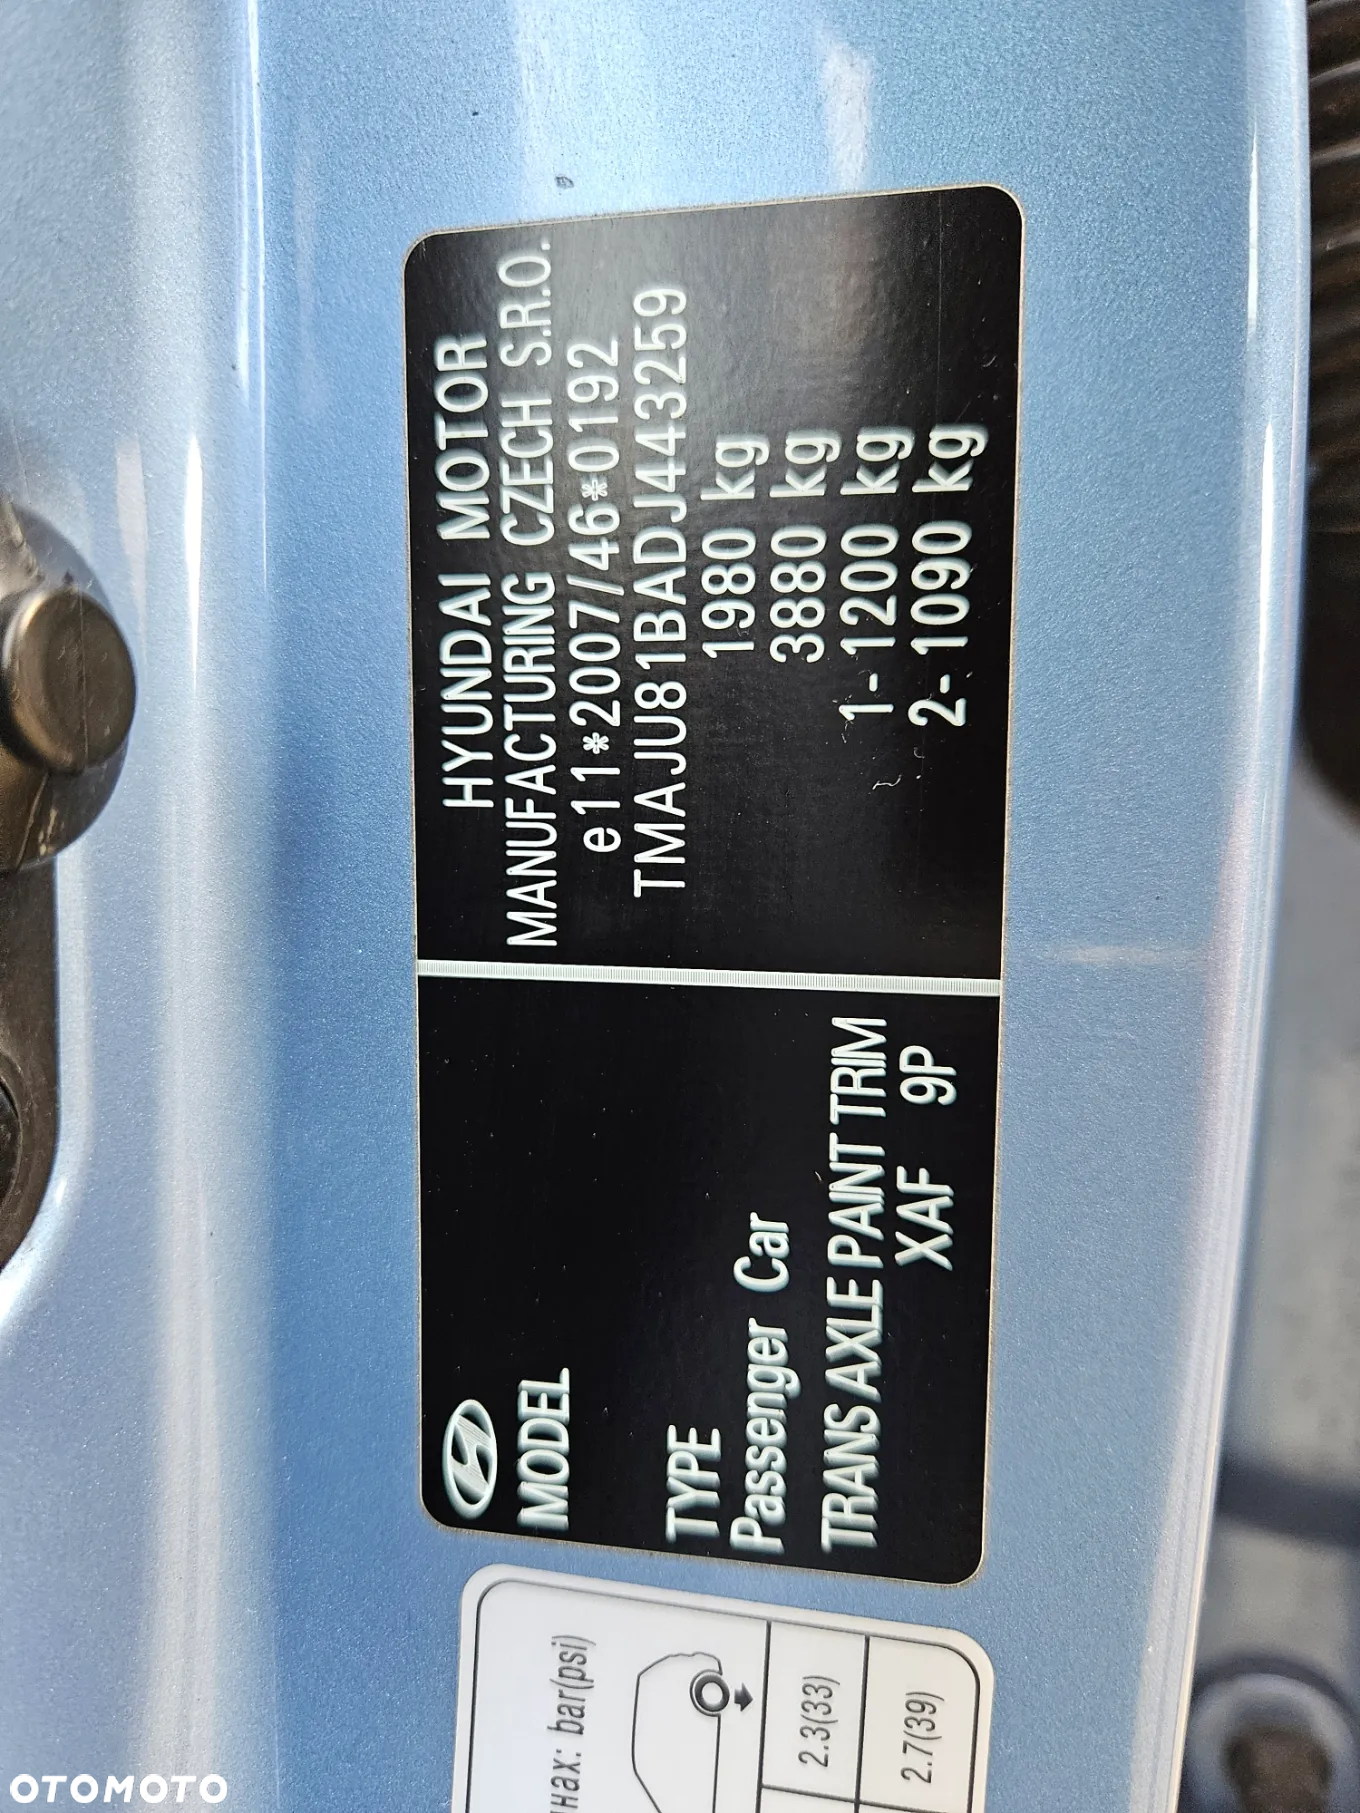 MODEL
TYPE
Passenger Car
TRANS AXLE PAINT TRIM
XAF 9P
HYUNDAI MOTOR
MANUFACTURING CZECH S.R.O.
e11*2007/46*0192
TMAJU81BADJ443259
1980 kg
3880 kg
1- 1200 kg
2- 1090 kg
bar(psi)
2.3(33)
2.7(39)
OTOMOTO